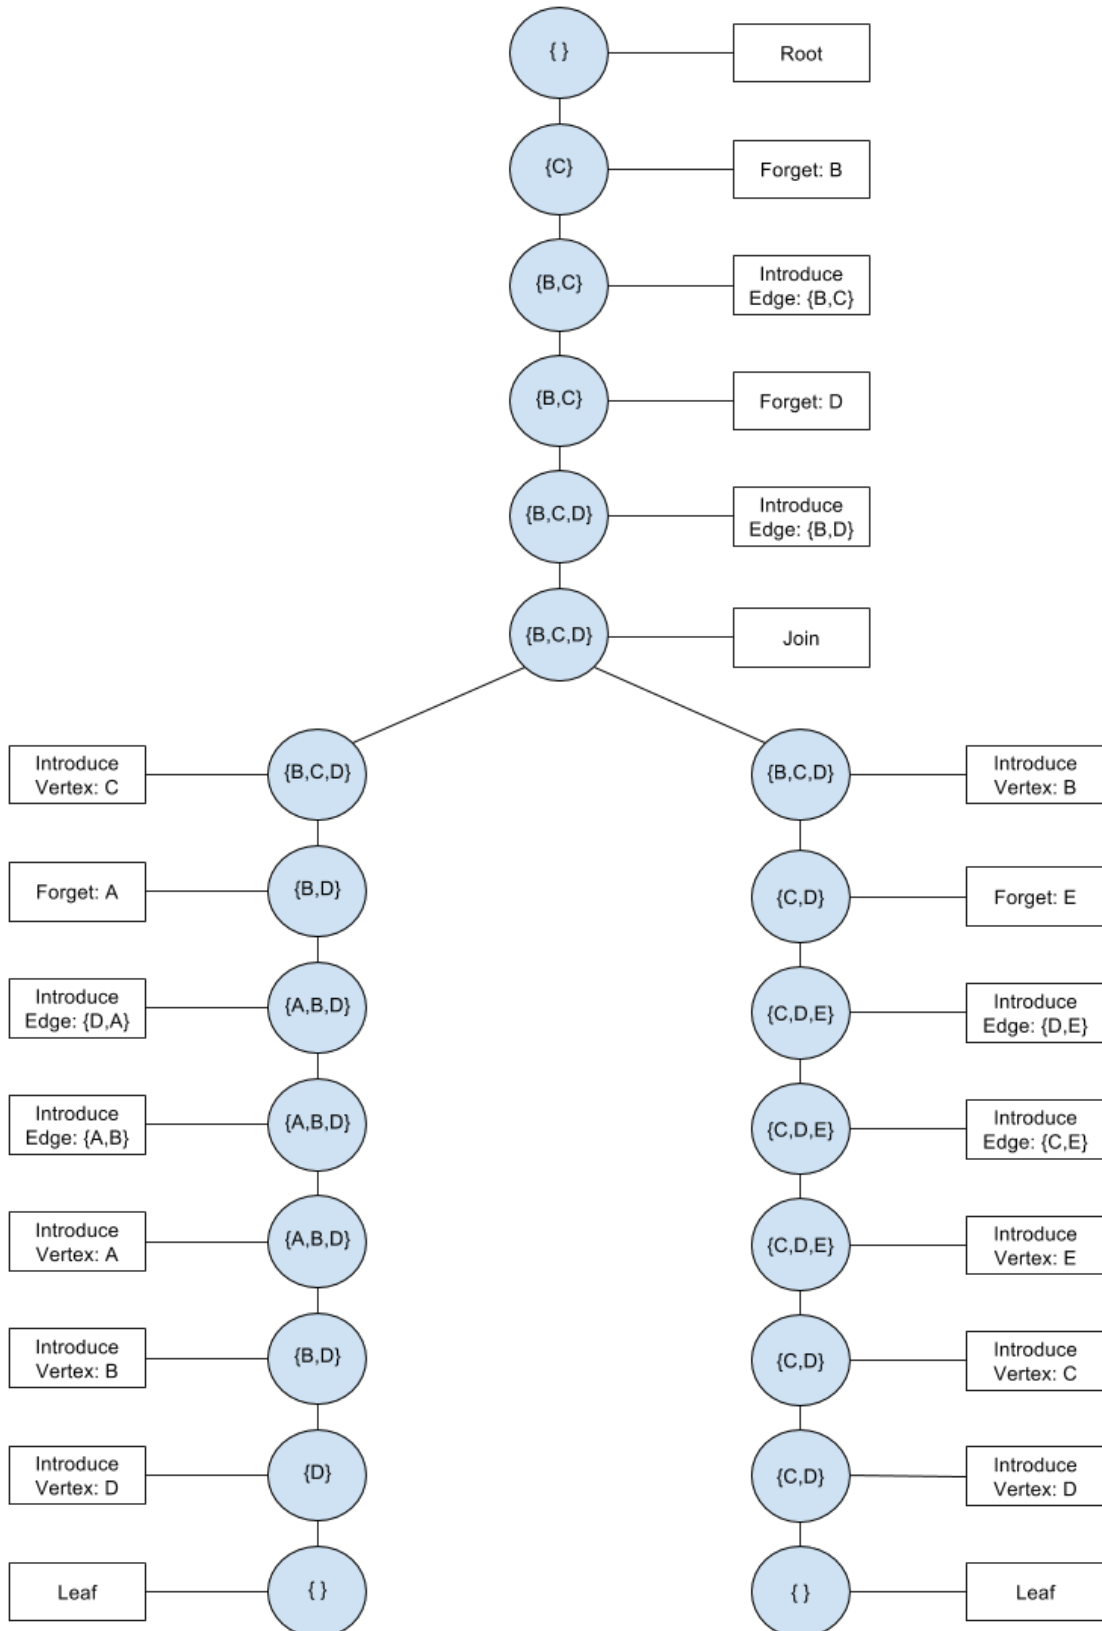 { }
Root
{C}
Forget: B
{B,C}
Introduce
Edge: {B,C}
{B,C}
Forget: D
{B,C,D}
Introduce
Edge: {B,D}
{B,C,D}
Join
Introduce
Vertex: C
{B,C,D}
{B,C,D}
Introduce
Vertex: B
Forget: A
{B,D}
{C,D}
Forget: E
Introduce
Edge: {D,A}
{A,B,D}
{C,D,E}
Introduce
Edge: {D,E}
Introduce
Edge: {A,B}
{A,B,D}
{C,D,E}
Introduce
Edge: {C,E}
Introduce
Vertex: A
{A,B,D}
{C,D,E}
Introduce
Vertex: E
Introduce
Vertex: B
{B,D}
{C,D}
Introduce
Vertex: C
Introduce
Vertex: D
{D}
{C,D}
Introduce
Vertex: D
Leaf
{ }
{ }
Leaf